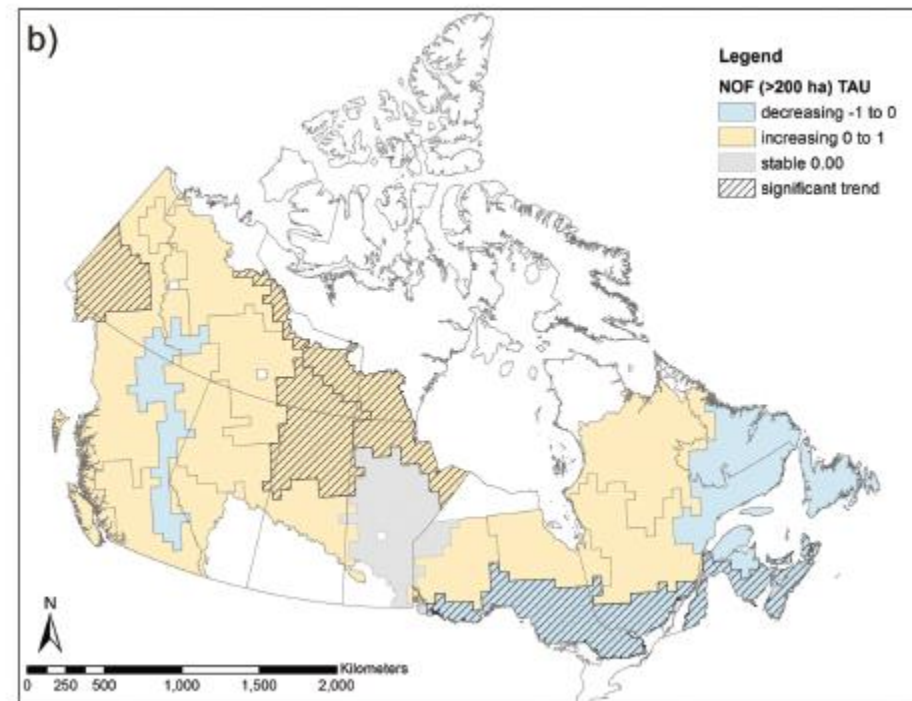 b)
Legend
NOF (>200 ha) TAU
decreasing -1 to 0
increasing 0 to 1
stable 0.00
significant trend
N
Kilometers
0 250 500 1,000 1,500 2,000